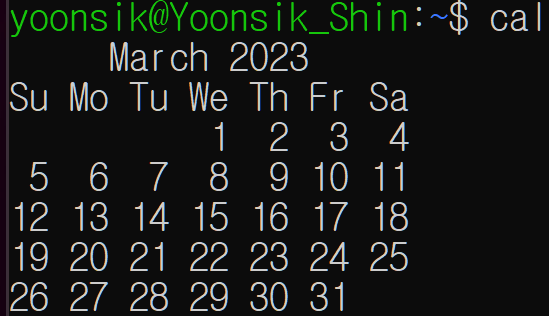 yoonsik@Yoonsik_Shin:~$ cal
     March 2023
Su Mo Tu We Th Fr Sa
          1  2  3  4
 5  6  7  8  9 10 11
12 13 14 15 16 17 18
19 20 21 22 23 24 25
26 27 28 29 30 31